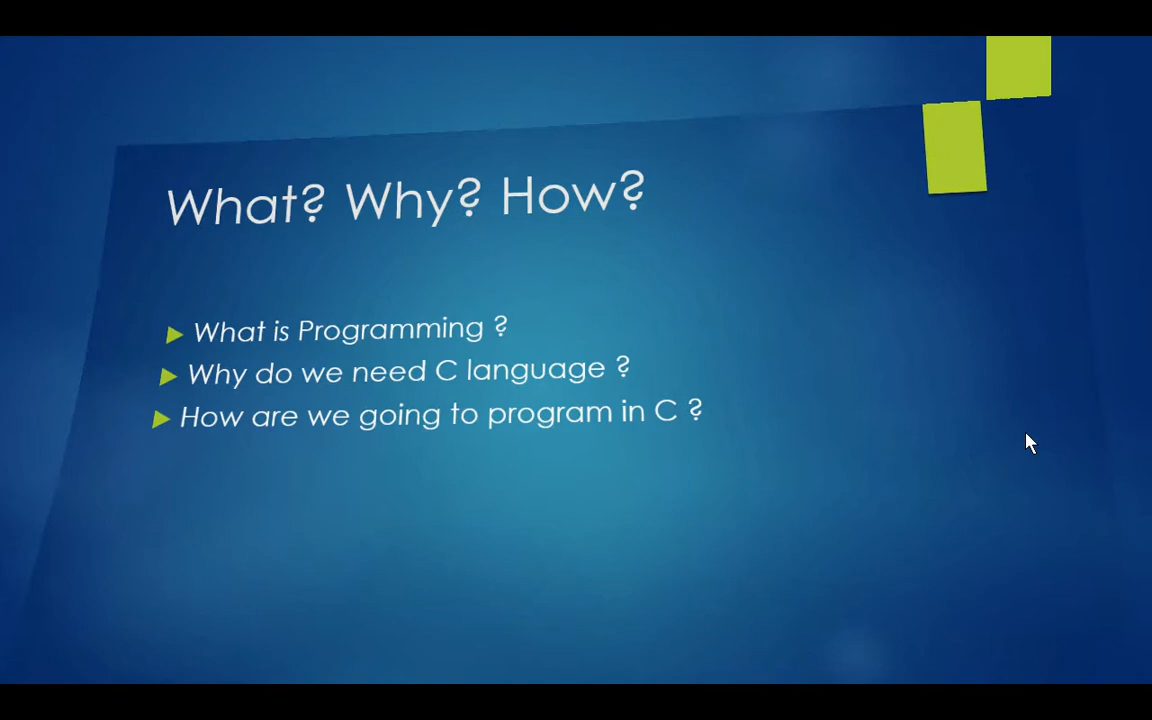 What? Why? How?
What is Programming ?
Why do we need C language ?
How are we going to program in C ?